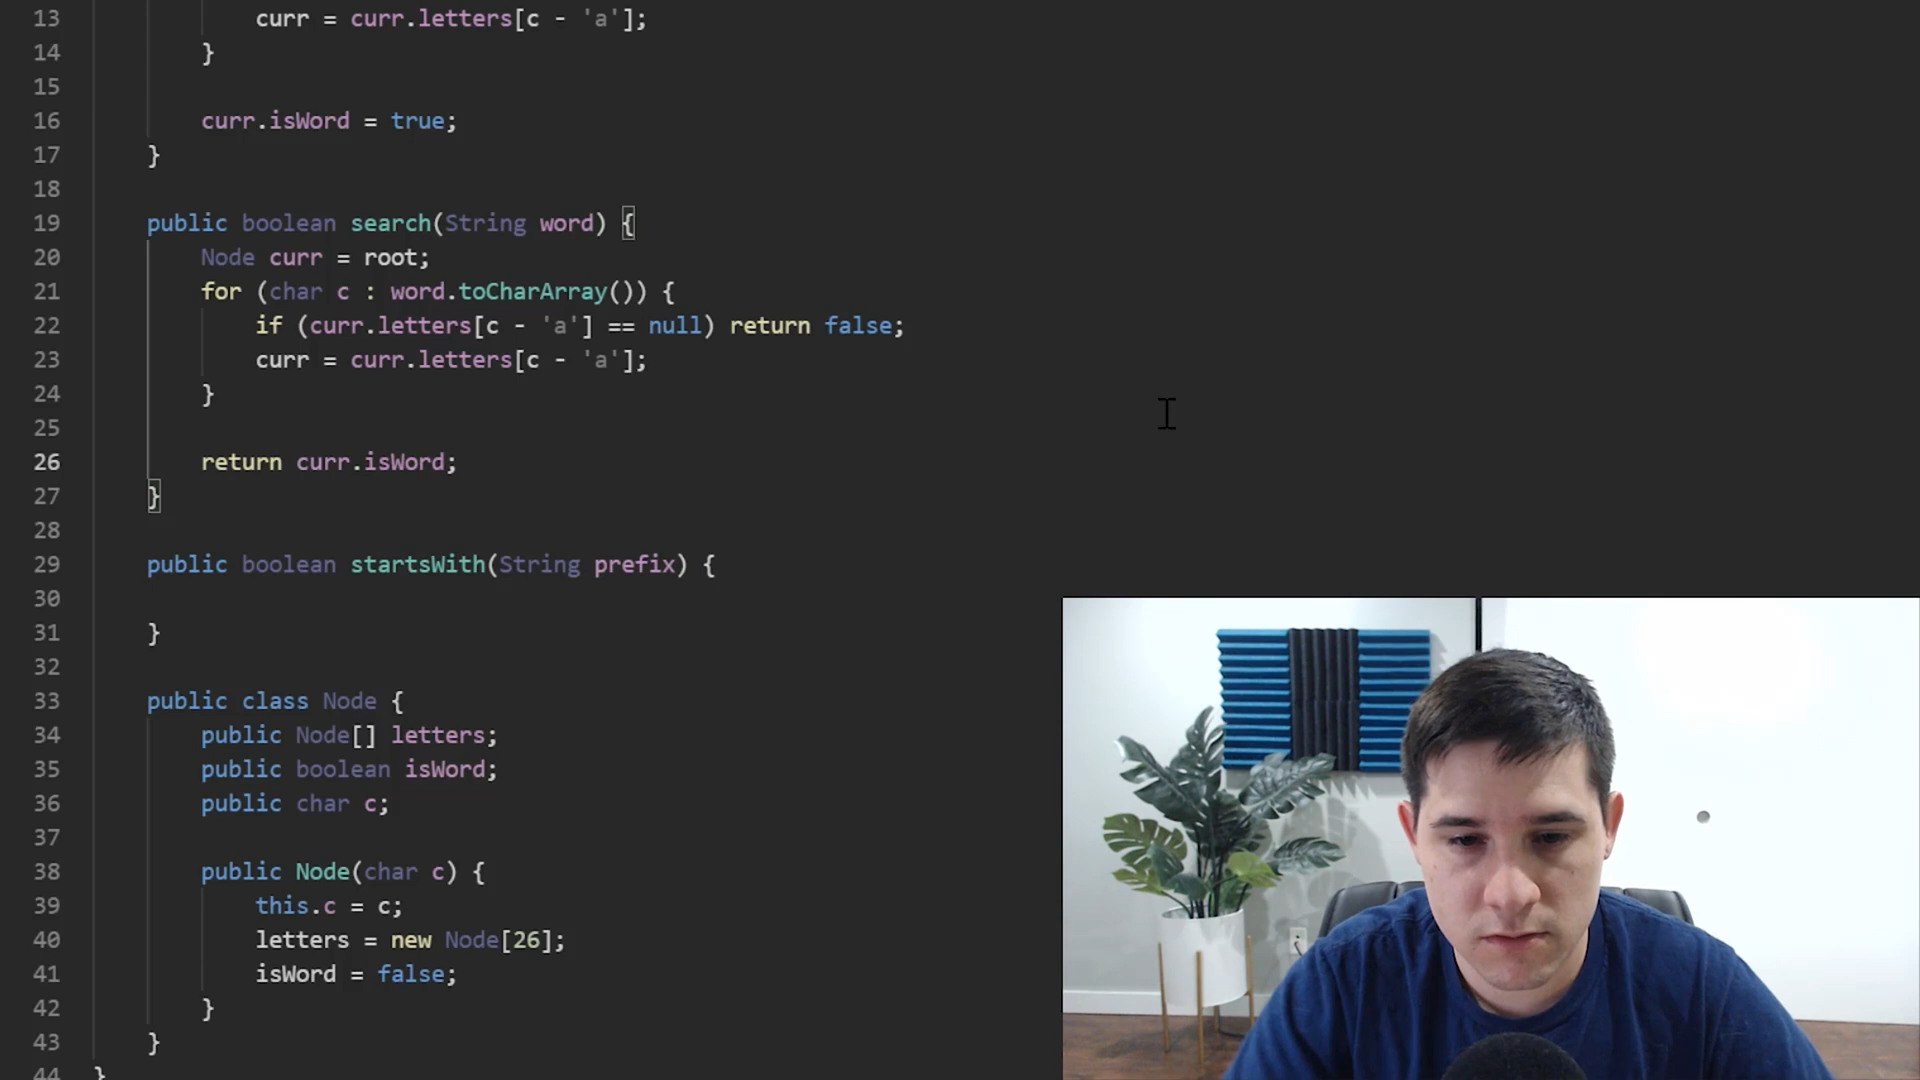 13 curr = curr.letters[c - 'a'];
14 }
15
16 curr.isWord = true;
17 }
18
19 public boolean search(String word) {
20 Node curr = root;
21 for (char c : word.toCharArray()) {
22 if (curr.letters[c - 'a'] == null) return false;
23 curr = curr.letters[c - 'a'];
24 }
25
26 return curr.isWord;
27 }
28
29 public boolean startsWith(String prefix) {
30
31 }
32
33 public class Node {
34 public Node[] letters;
35 public boolean isWord;
36 public char c;
37
38 public Node(char c) {
39 this.c = c;
40 letters = new Node[26];
41 isWord = false;
42 }
43 }
44 }